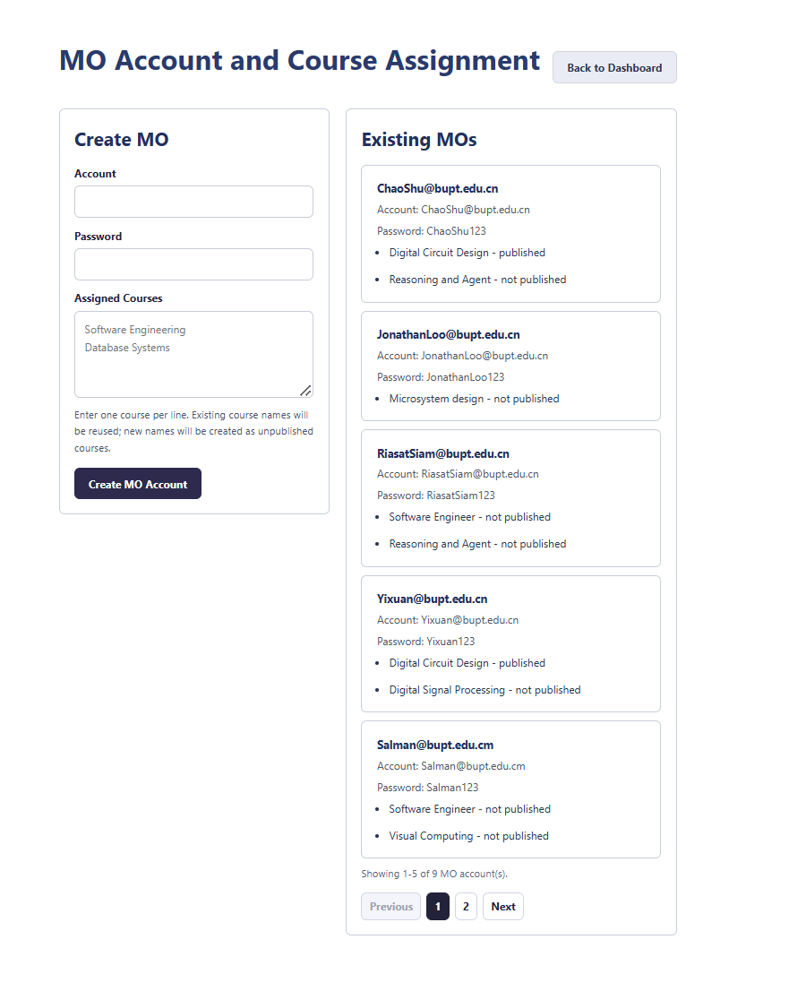 MO Account and Course Assignment
Back to Dashboard
Create MO
Account
Password
Assigned Courses
Software Engineering
Database Systems
Enter one course per line. Existing course names will
be reused; new names will be created as unpublished
courses.
Create MO Account
Existing MOs
ChaoShu@bupt.edu.cn
Account: ChaoShu@bupt.edu.cn
Password: ChaoShu123
• Digital Circuit Design - published
• Reasoning and Agent - not published
JonathanLoo@bupt.edu.cn
Account: JonathanLoo@bupt.edu.cn
Password: JonathanLoo123
• Microsystem design - not published
RiasatSiam@bupt.edu.cn
Account: RiasatSiam@bupt.edu.cn
Password: RiasatSiam123
• Software Engineer - not published
• Reasoning and Agent - not published
Yixuan@bupt.edu.cn
Account: Yixuan@bupt.edu.cn
Password: Yixuan123
• Digital Circuit Design - published
• Digital Signal Processing - not published
Salman@bupt.edu.cm
Account: Salman@bupt.edu.cm
Password: Salman123
• Software Engineer - not published
• Visual Computing - not published
Showing 1-5 of 9 MO account(s).
Previous 1 2 Next